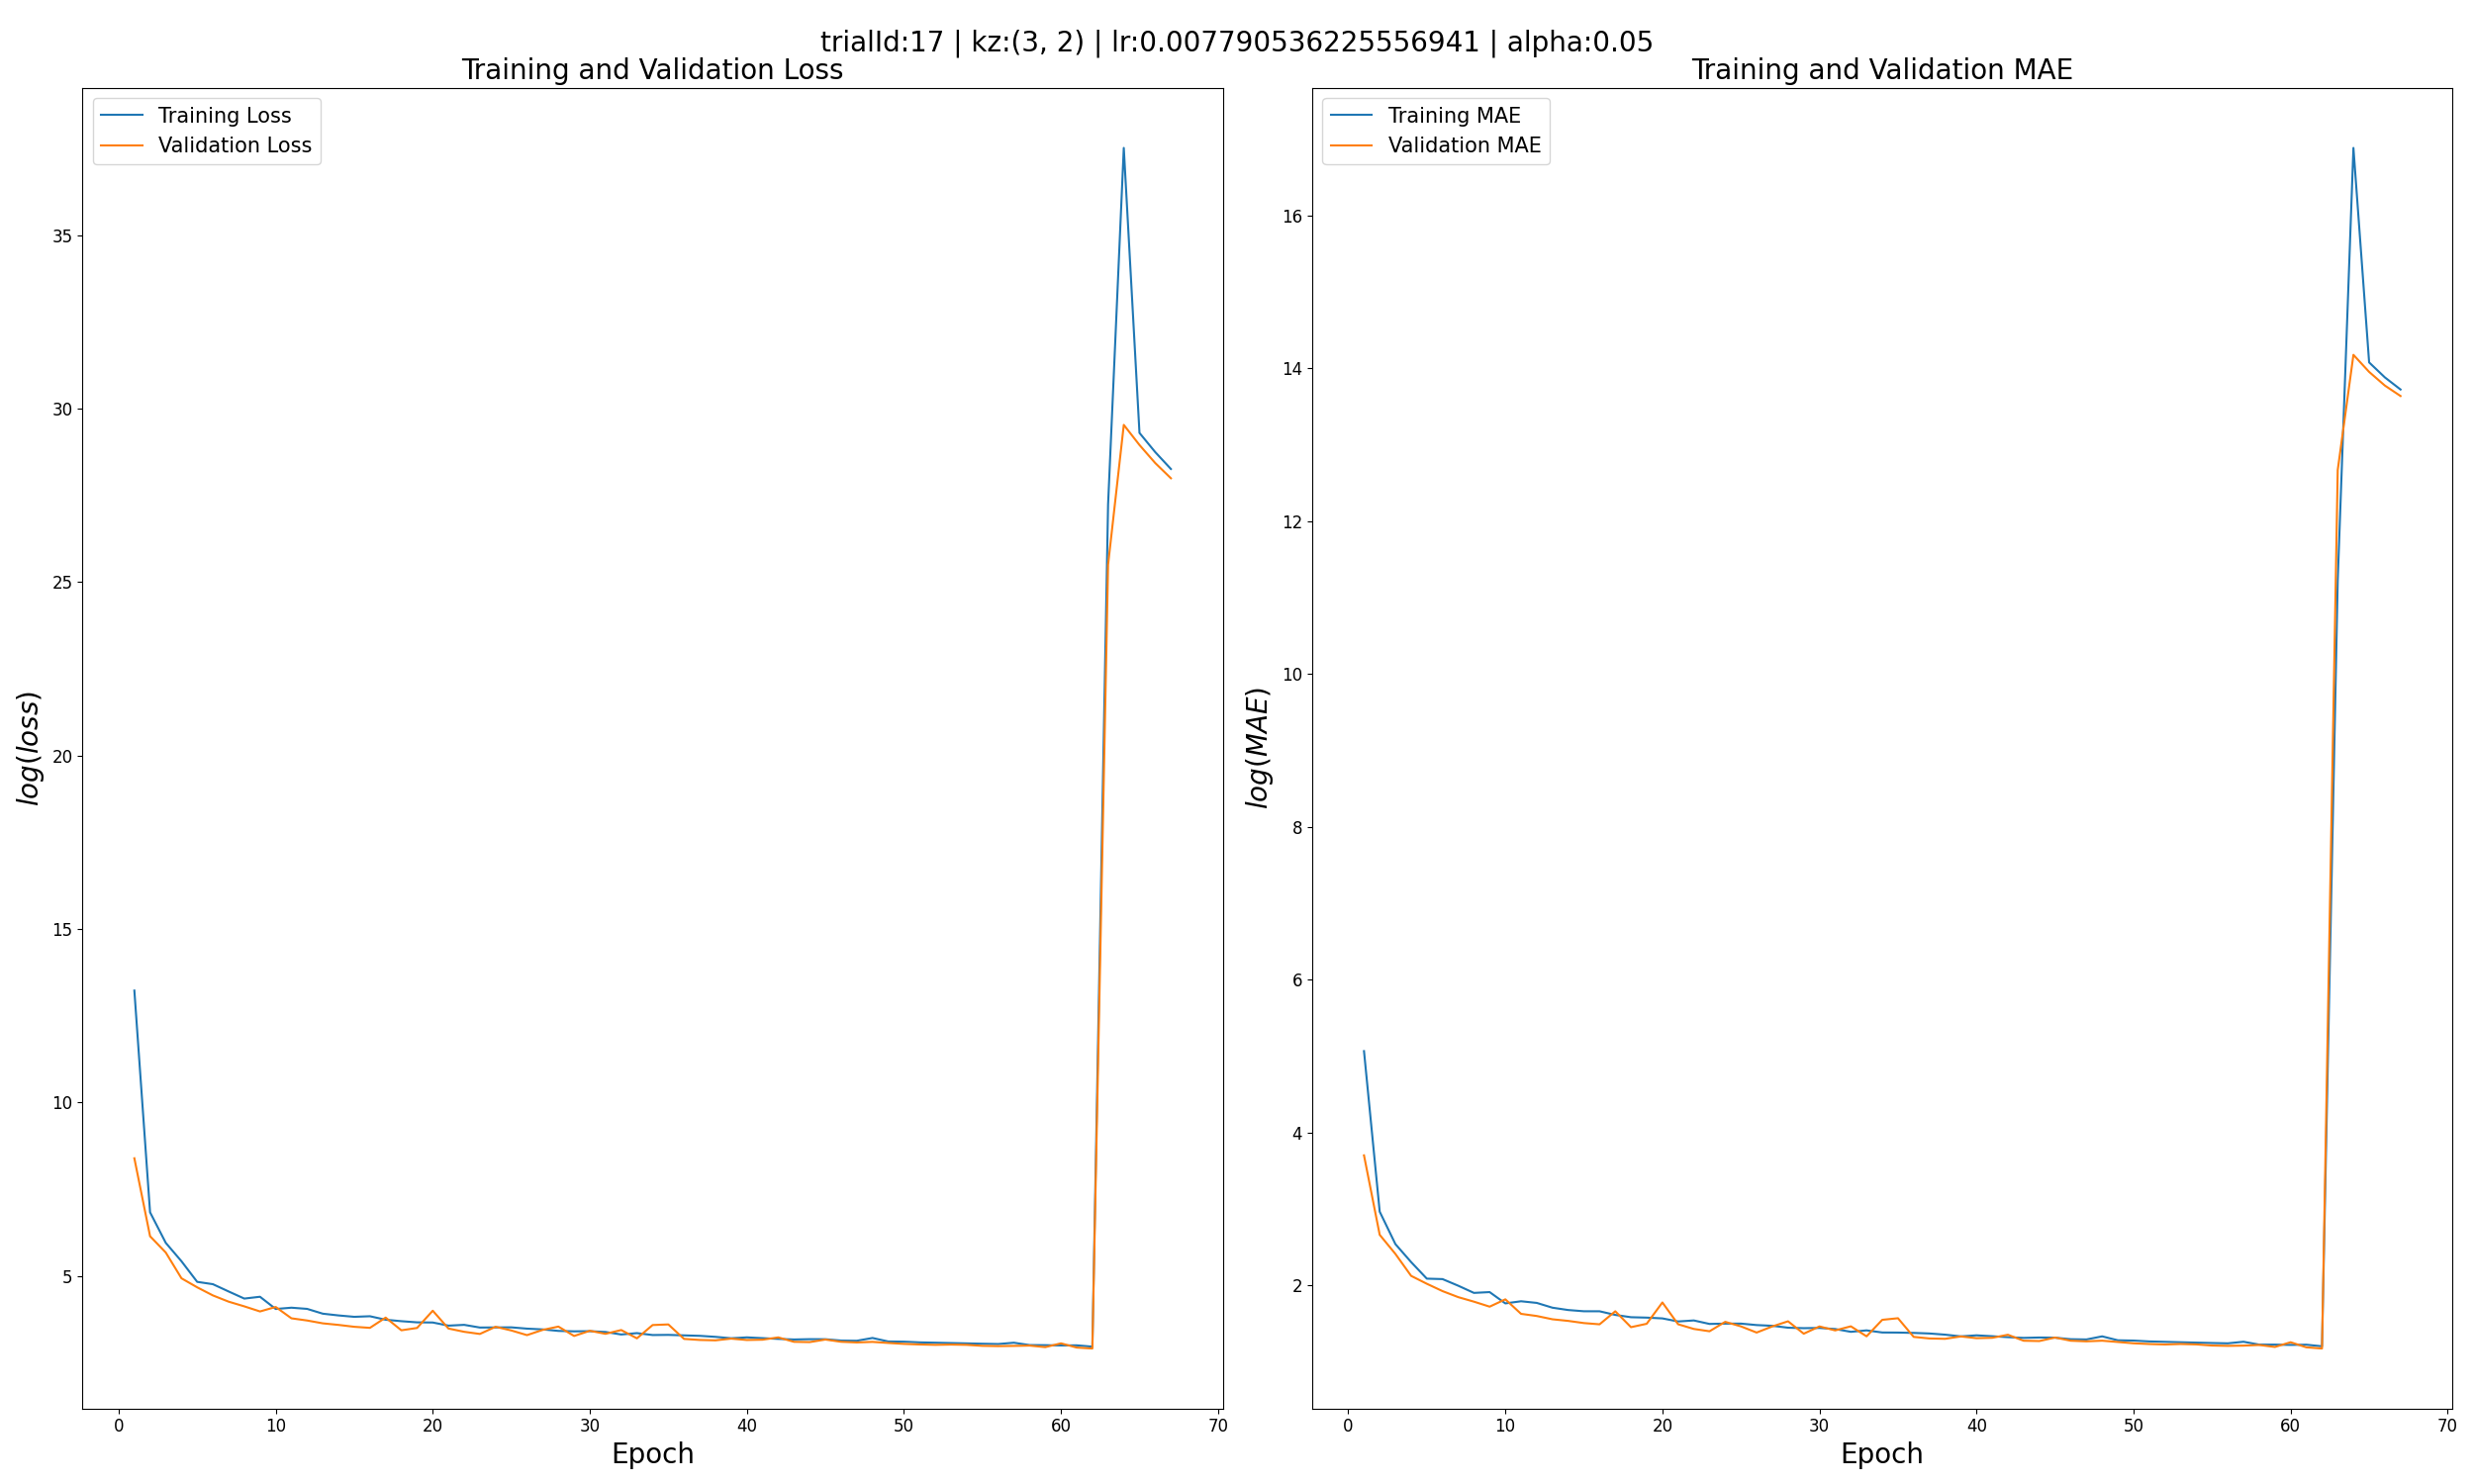 trialId:17 | kz:(3, 2) | lr:0.007790536225556941 | alpha:0.05
Training and Validation Loss
Training Loss
Validation Loss
35
30
25
20
15
10
5
log(loss)
0 10 20 30 40 50 60 70
Epoch
Training and Validation MAE
Training MAE
Validation MAE
16
14
12
10
8
6
4
2
log(MAE)
0 10 20 30 40 50 60 70
Epoch